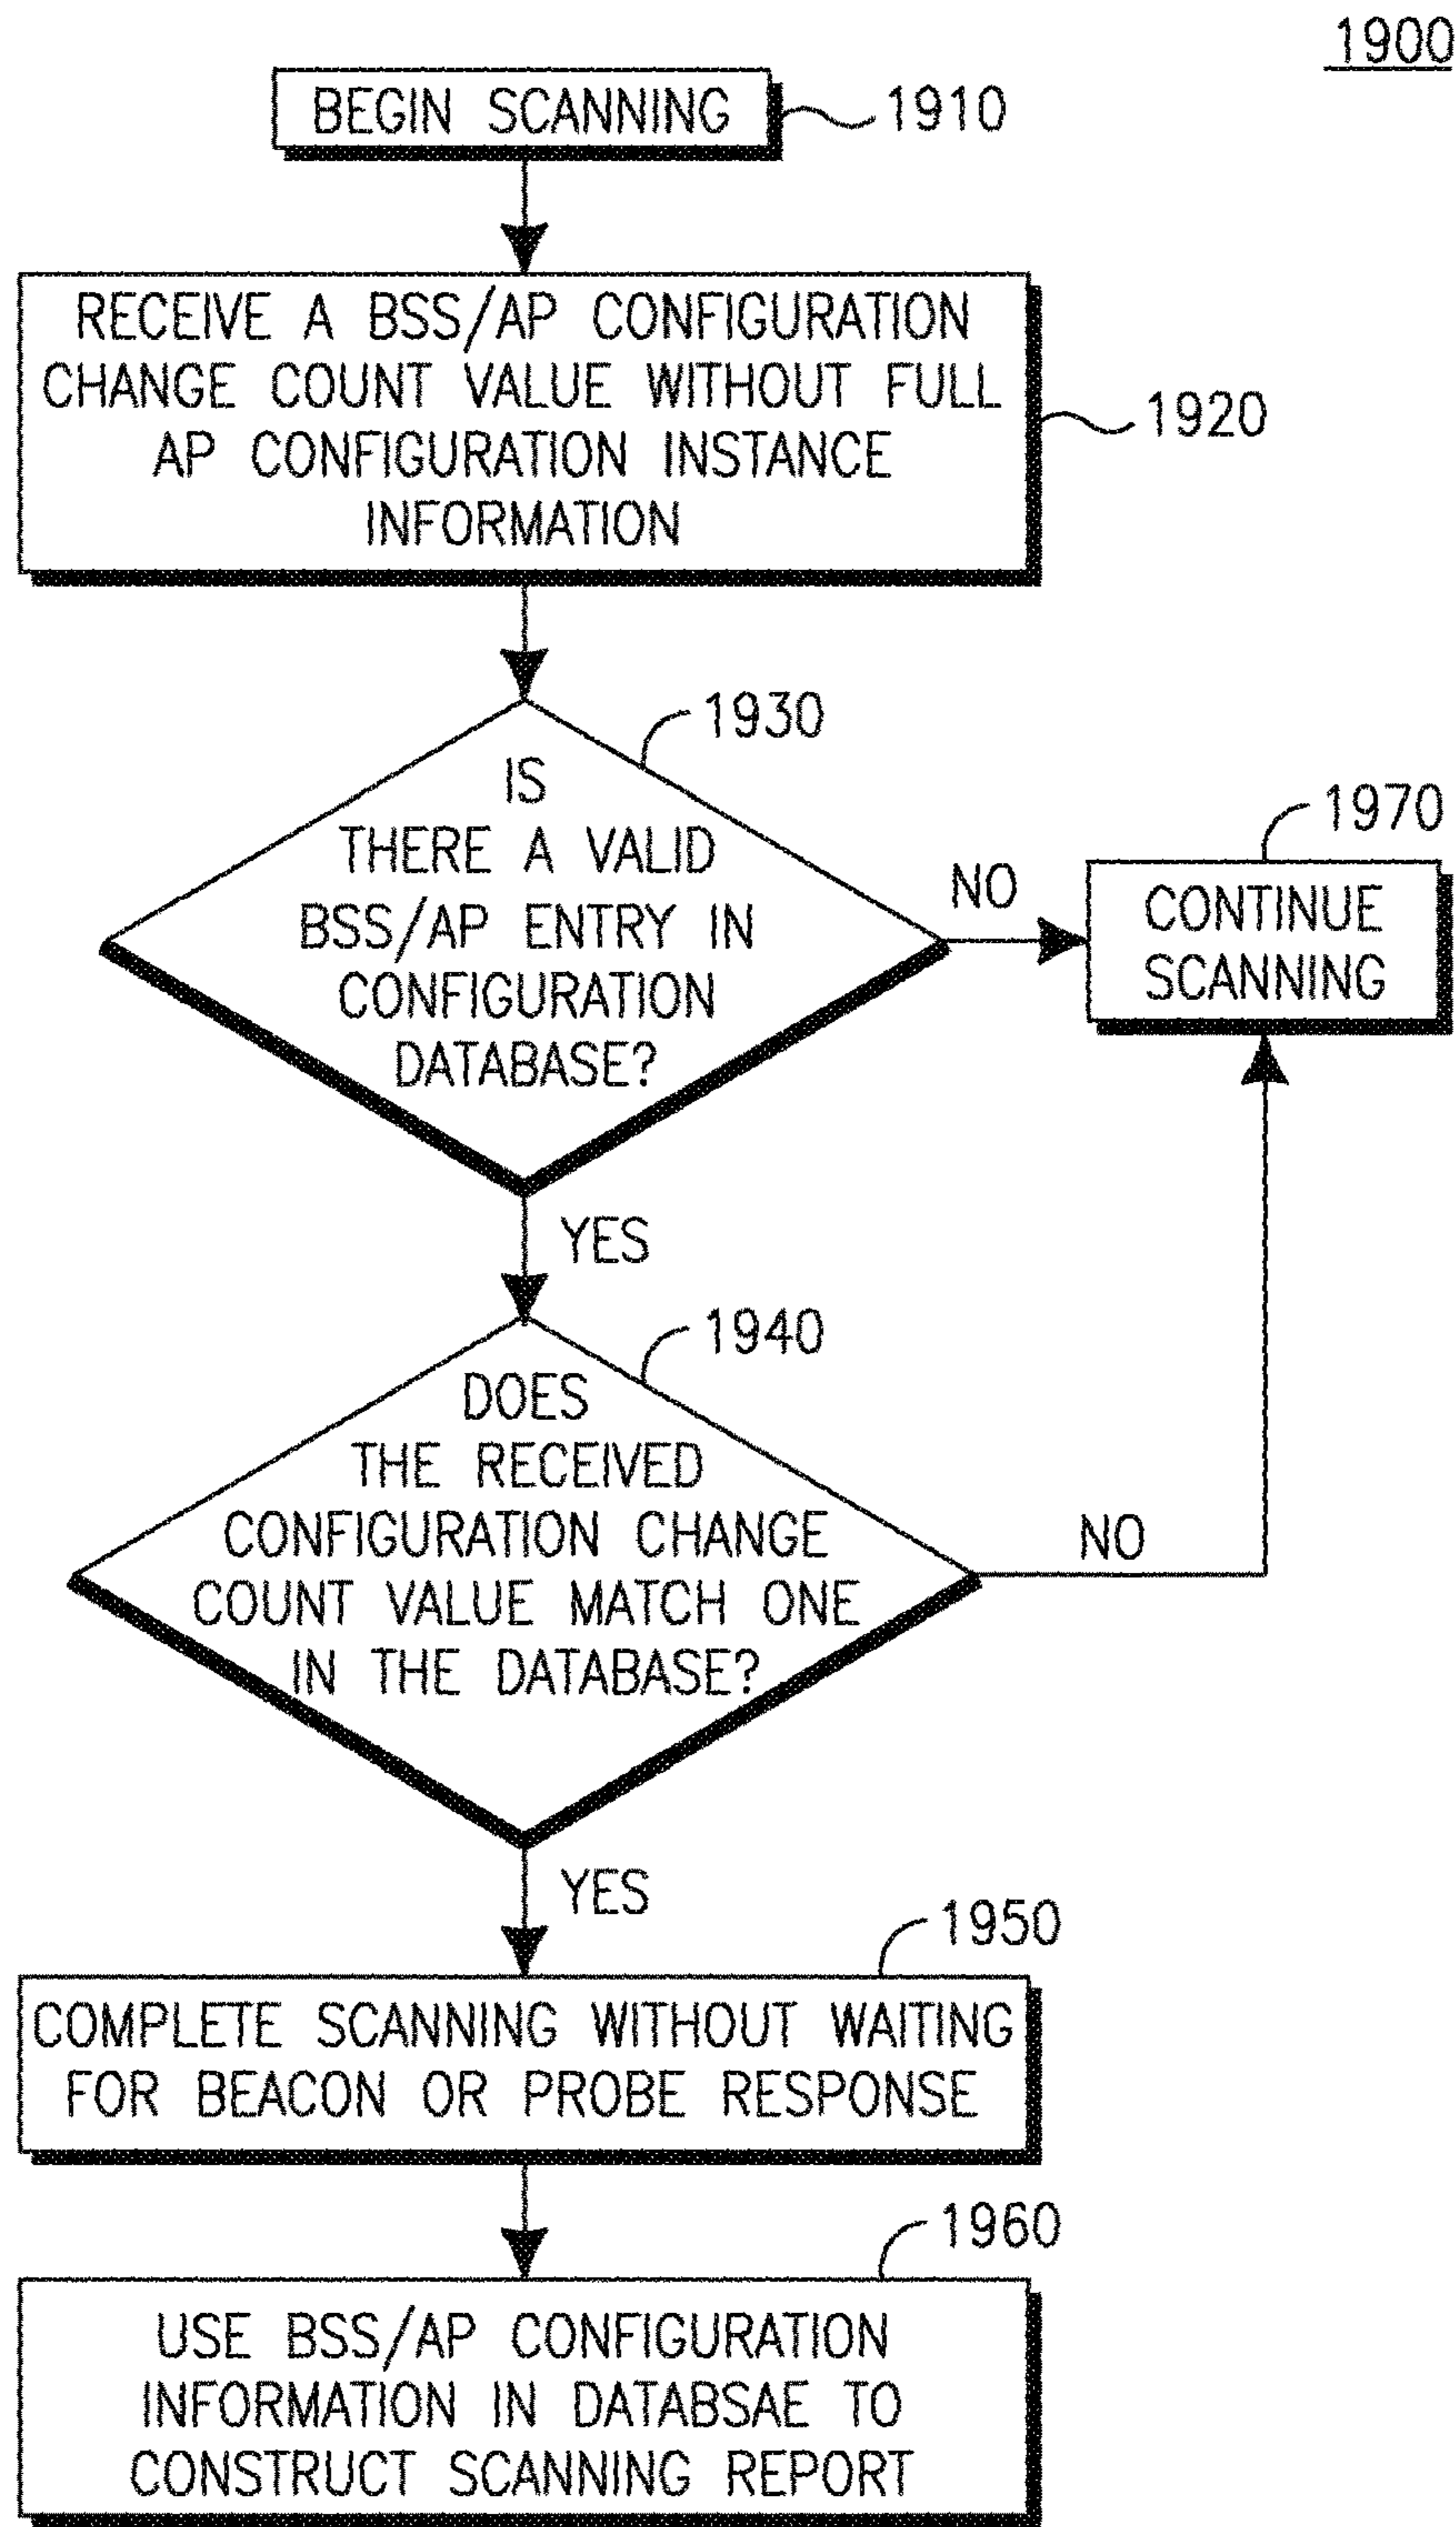 1900
BEGIN SCANNING
1910
RECEIVE A BSS/AP CONFIGURATION
CHANGE COUNT VALUE WITHOUT FULL
AP CONFIGURATION INSTANCE
INFORMATION
1920
1930
IS
THERE A VALID
BSS/AP ENTRY IN
CONFIGURATION
DATABASE?
NO
1970
CONTINUE
SCANNING
YES
1940
DOES
THE RECEIVED
CONFIGURATION CHANGE
COUNT VALUE MATCH ONE
IN THE DATABASE?
NO
YES
1950
COMPLETE SCANNING WITHOUT WAITING
FOR BEACON OR PROBE RESPONSE
1960
USE BSS/AP CONFIGURATION
INFORMATION IN DATABSAE TO
CONSTRUCT SCANNING REPORT